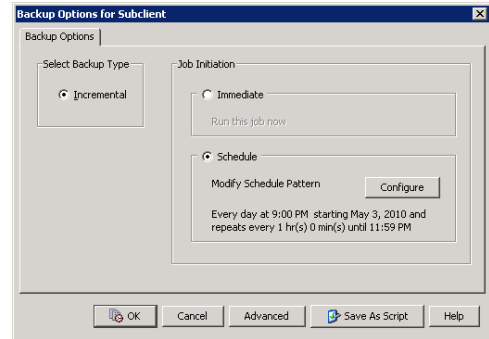 Backup Options for Subclient
Backup Options
Select Backup Type
Incremental
Job Initiation
Immediate
Run this job now
Schedule
Modify Schedule Pattern
Configure
Every day at 9:00 PM starting May 3, 2010 and
repeats every 1 hr(s) 0 min(s) until 11:59 PM
OK
Cancel
Advanced
Save As Script
Help